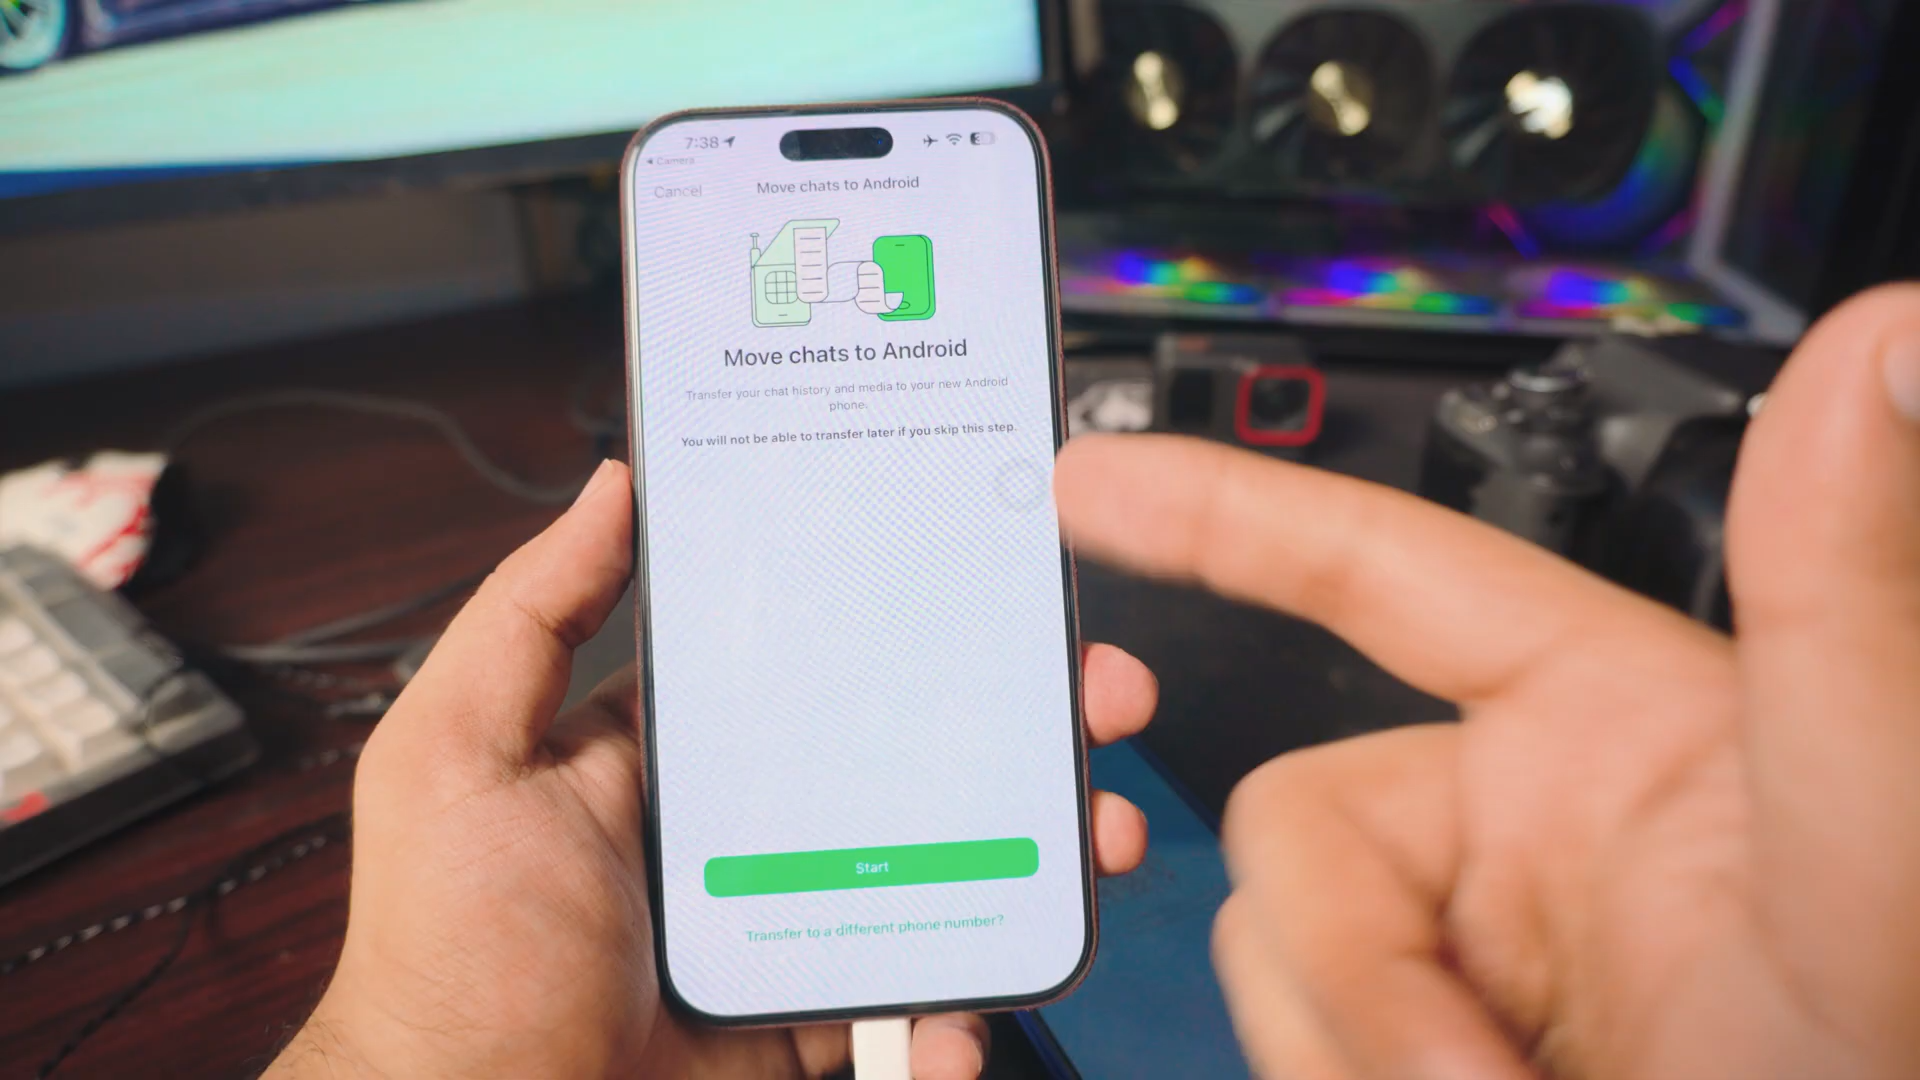 7:38
Camera
Cancel
Move chats to Android
Move chats to Android
Transfer your chat history and media to your new Android
phone.
You will not be able to transfer later if you skip this step.
Start
Transfer to a different phone number?